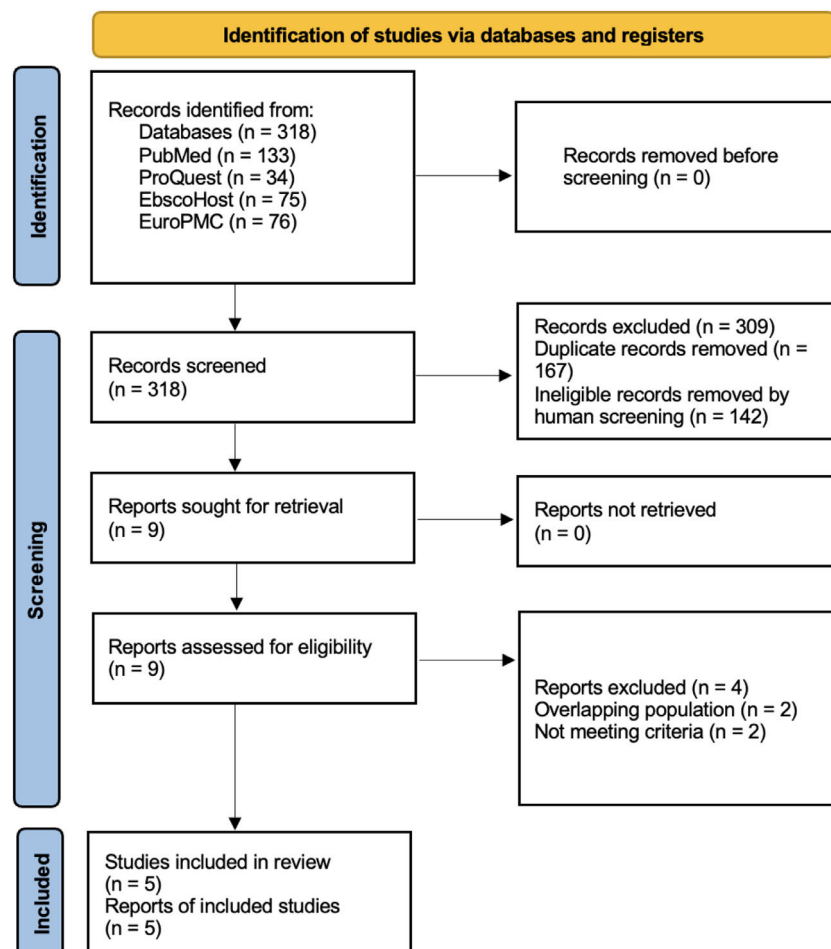 Identification of studies via databases and registers
Identification
Records identified from:
Databases (n = 318)
PubMed (n = 133)
ProQuest (n = 34)
EbscoHost (n = 75)
EuroPMC (n = 76)
Records removed before
screening (n = 0)
Screening
Records screened
(n = 318)
Records excluded (n = 309)
Duplicate records removed (n =
167)
Ineligible records removed by
human screening (n = 142)
Reports sought for retrieval
(n = 9)
Reports not retrieved
(n = 0)
Reports assessed for eligibility
(n = 9)
Reports excluded (n = 4)
Overlapping population (n = 2)
Not meeting criteria (n = 2)
Included
Studies included in review
(n = 5)
Reports of included studies
(n = 5)